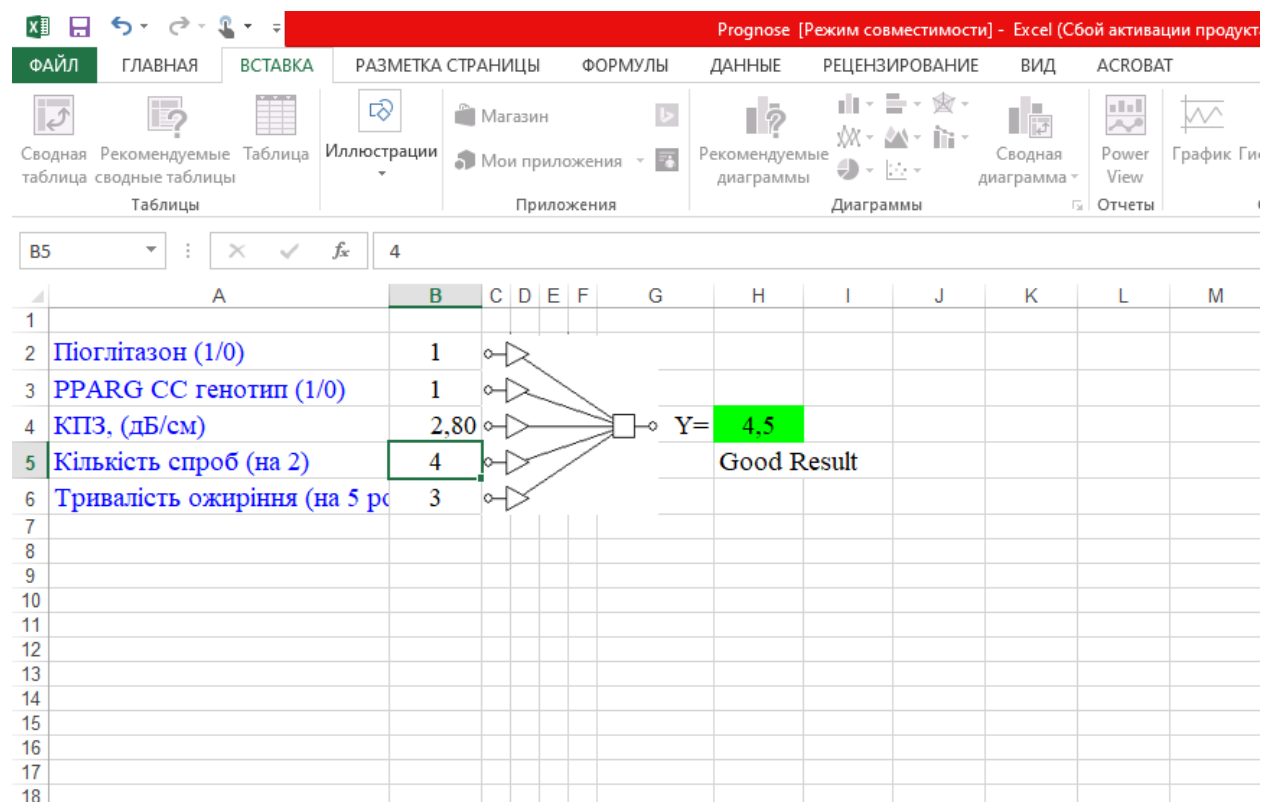 Prognose [Режим совместимости] - Excel (Сбой активации продукт
ФАЙЛ ГЛАВНАЯ ВСТАВКА РАЗМЕТКА СТРАНИЦЫ ФОРМУЛЫ ДАННЫЕ РЕЦЕНЗИРОВАНИЕ ВИД ACROBAT
Сводная таблица
Рекомендуемые сводные таблицы
Таблица
Иллюстрации
Магазин
Мои приложения
Рекомендуемые диаграммы
Сводная диаграмма
Power View
График Ги
Таблицы Приложения Диаграммы Отчеты
B5 fx 4
A B C D E F G H I J K L M
1
2 Піоглітазон (1/0) 1
3 PPARG CC генотип (1/0) 1
4 КПЗ, (дБ/см) 2,80 Y= 4,5
5 Кількість спроб (на 2) 4 Good Result
6 Тривалість ожиріння (на 5 ро 3
7
8
9
10
11
12
13
14
15
16
17
18